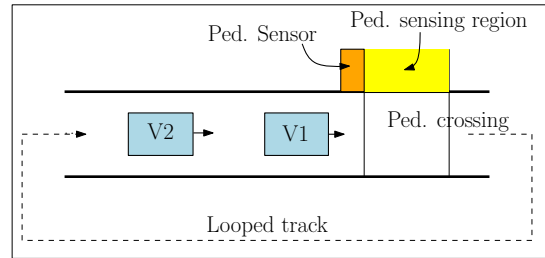 Ped. sensing region
Ped. Sensor
V2
V1
Ped. crossing
Looped track